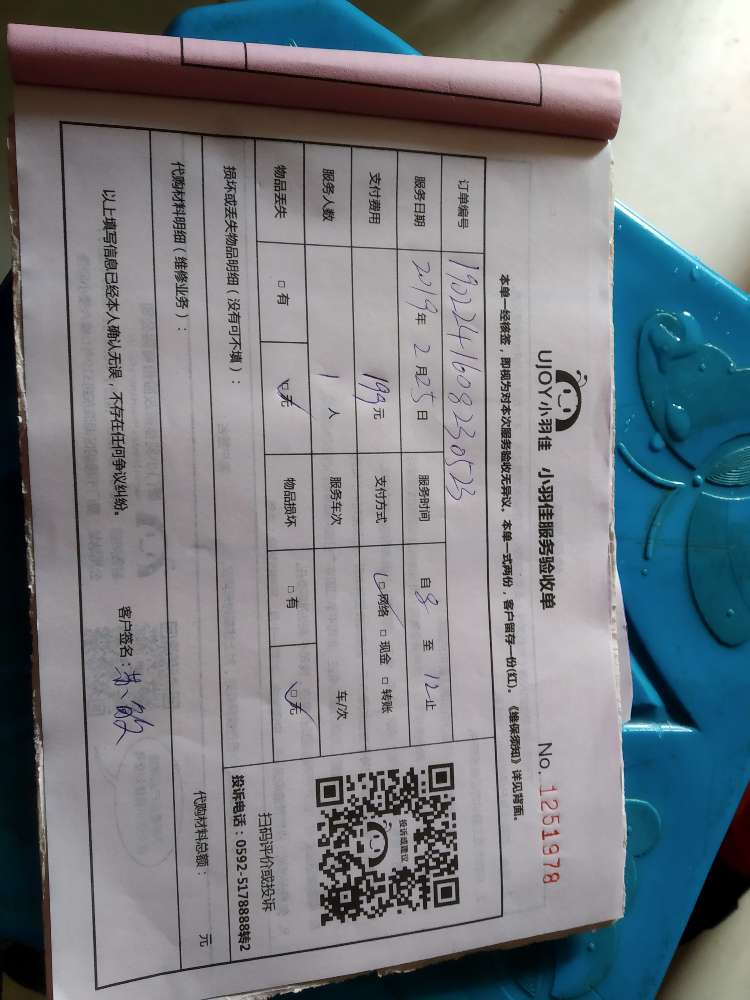 UJOY小羽佳 小羽佳服务验收单 No. 1251978
本单一经核签，即视为对本次服务验收无异议，本单一式两份，客户留存一份(红)。《维保须知》详见背面。
订单编号 1902241608230523
服务日期 2019年 2月25日 服务时间 自 8 至 12 止
支付费用 199元 支付方式 ☑网络 □现金 □转账
服务人数 1人 服务车次 车/次
物品丢失 □有 ☑无 物品损坏 □有 ☑无
投诉或建议
扫码评价或投诉
投诉电话：0592-5178888转2
损坏或丢失物品明细（没有可不填）：
代购材料明细（维修业务）： 代购材料总额： 元
以上填写信息已经本人确认无误，不存在任何争议纠纷。
客户签名：